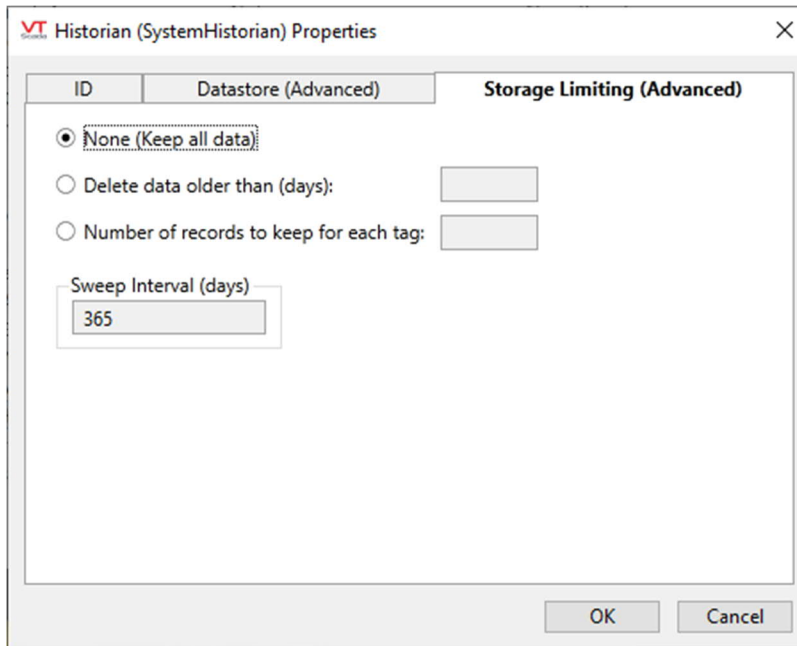 VT
Scada
Historian (SystemHistorian) Properties
ID
Datastore (Advanced)
Storage Limiting (Advanced)
None (Keep all data)
Delete data older than (days):
Number of records to keep for each tag:
Sweep Interval (days)
365
OK
Cancel